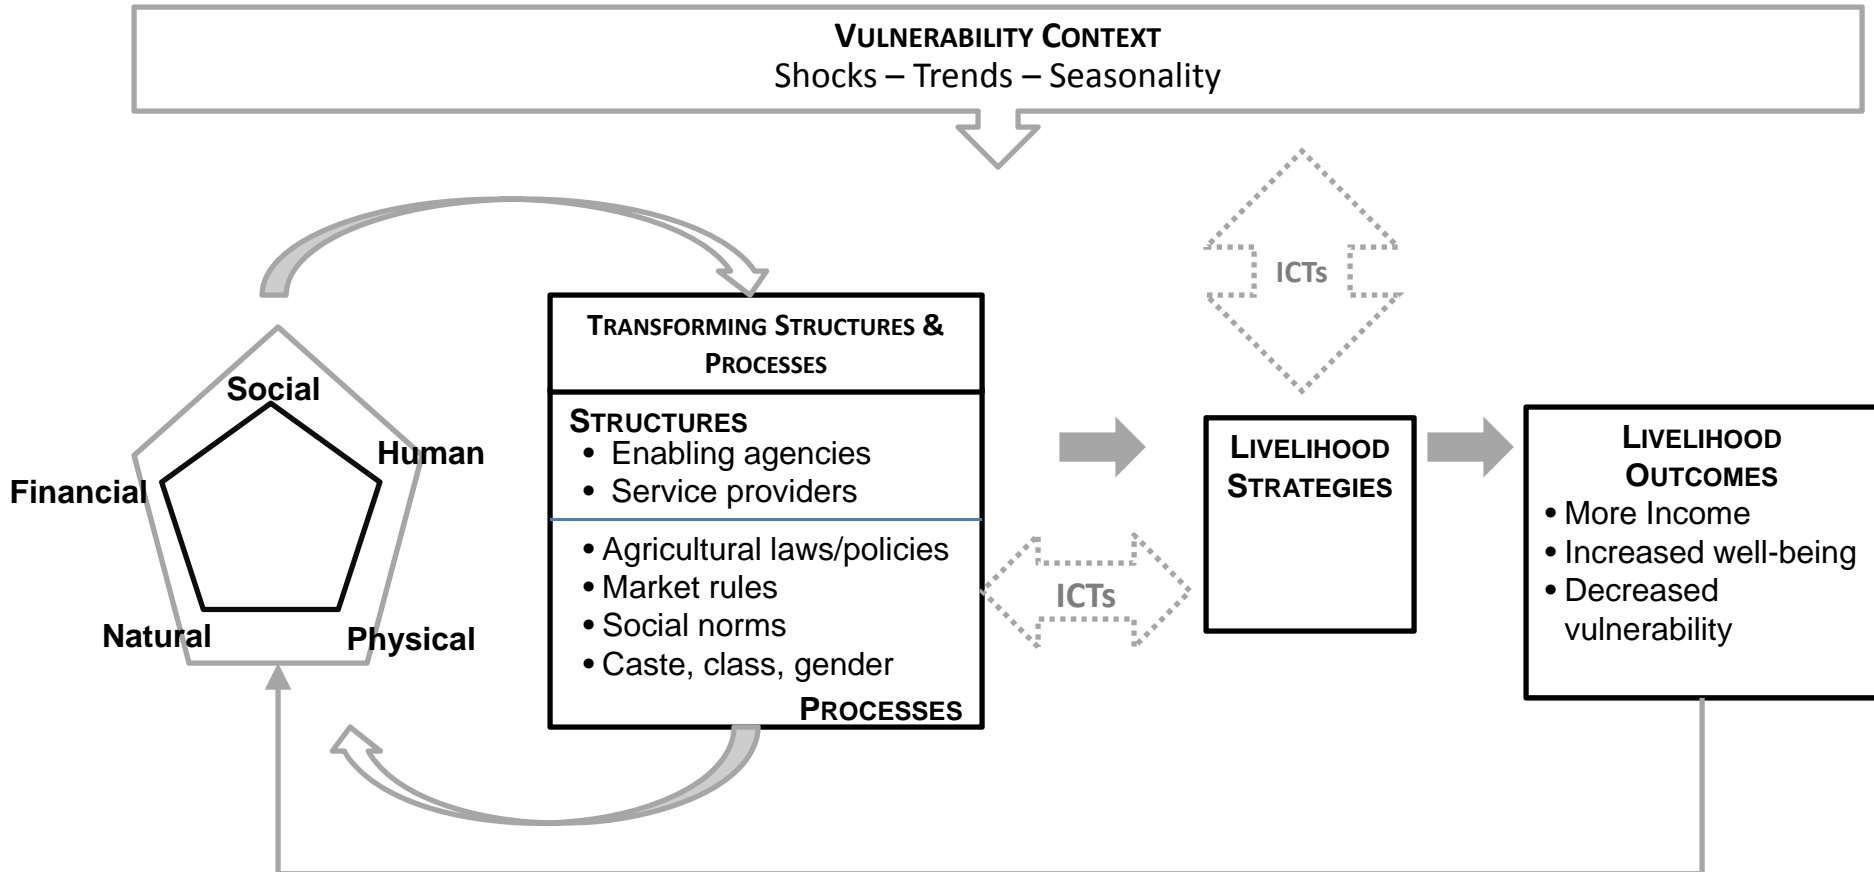 VULNERABILITY CONTEXT
Shocks – Trends – Seasonality
ICTs
TRANSFORMING STRUCTURES &
PROCESSES
Social
Human
Financial
Natural
Physical
STRUCTURES
• Enabling agencies
• Service providers
• Agricultural laws/policies
• Market rules
• Social norms
• Caste, class, gender
PROCESSES
ICTs
LIVELIHOOD
STRATEGIES
LIVELIHOOD
OUTCOMES
• More Income
• Increased well-being
• Decreased
vulnerability